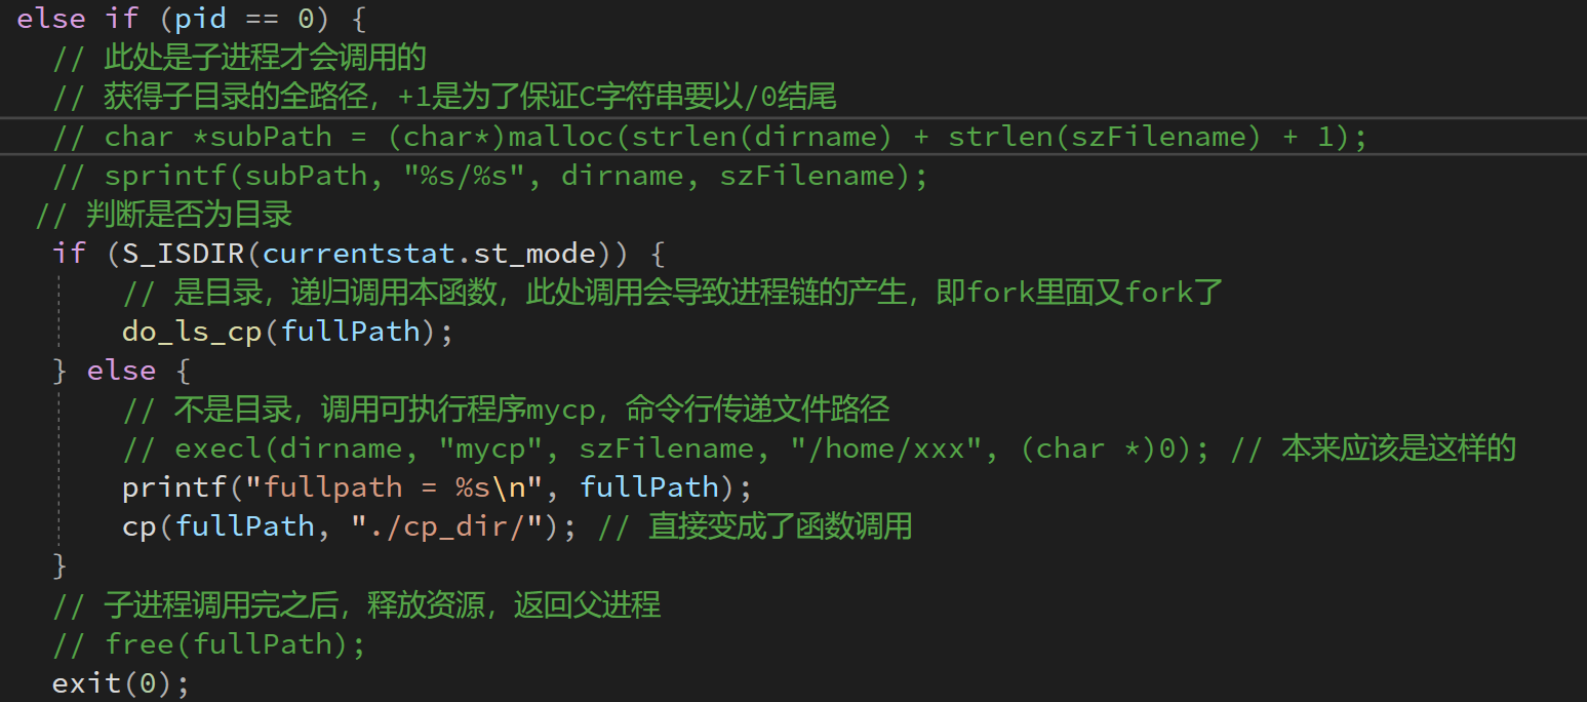 else if (pid == 0) {
// 此处是子进程才会调用的
// 获得子目录的全路径，+1是为了保证C字符串要以/0结尾
// char *subPath = (char*)malloc(strlen(dirname) + strlen(szFilename) + 1);
// sprintf(subPath, "%s/%s", dirname, szFilename);
// 判断是否为目录
if (S_ISDIR(currentstat.st_mode)) {
// 是目录，递归调用本函数，此处调用会导致进程链的产生，即fork里面又fork了
do_ls_cp(fullPath);
} else {
// 不是目录，调用可执行程序mycp，命令行传递文件路径
// execl(dirname, "mycp", szFilename, "/home/xxx", (char *)0); // 本来应该是这样的
printf("fullpath = %s\n", fullPath);
cp(fullPath, "./cp_dir/"); // 直接变成了函数调用
}
// 子进程调用完之后，释放资源，返回父进程
// free(fullPath);
exit(0);